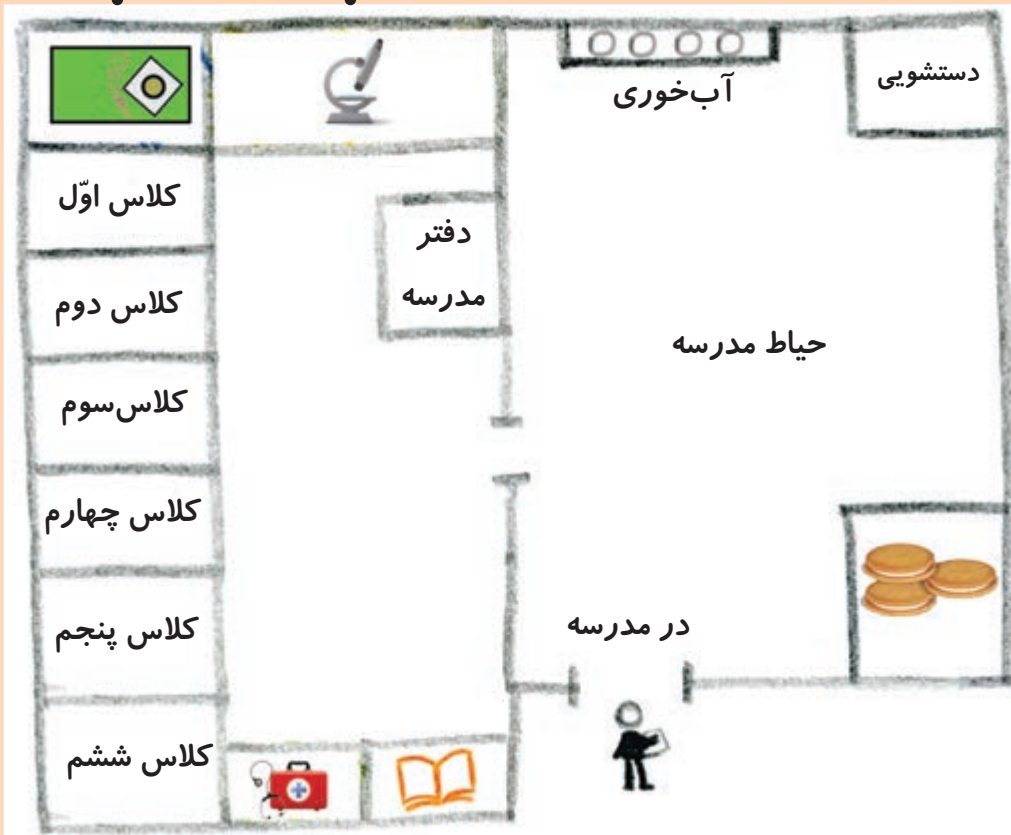 دستشویی
آب‌خوری
کلاس اوّل
دفتر
مدرسه
کلاس دوم
حیاط مدرسه
کلاس‌سوم
کلاس چهارم
در مدرسه
کلاس پنجم
کلاس ششم